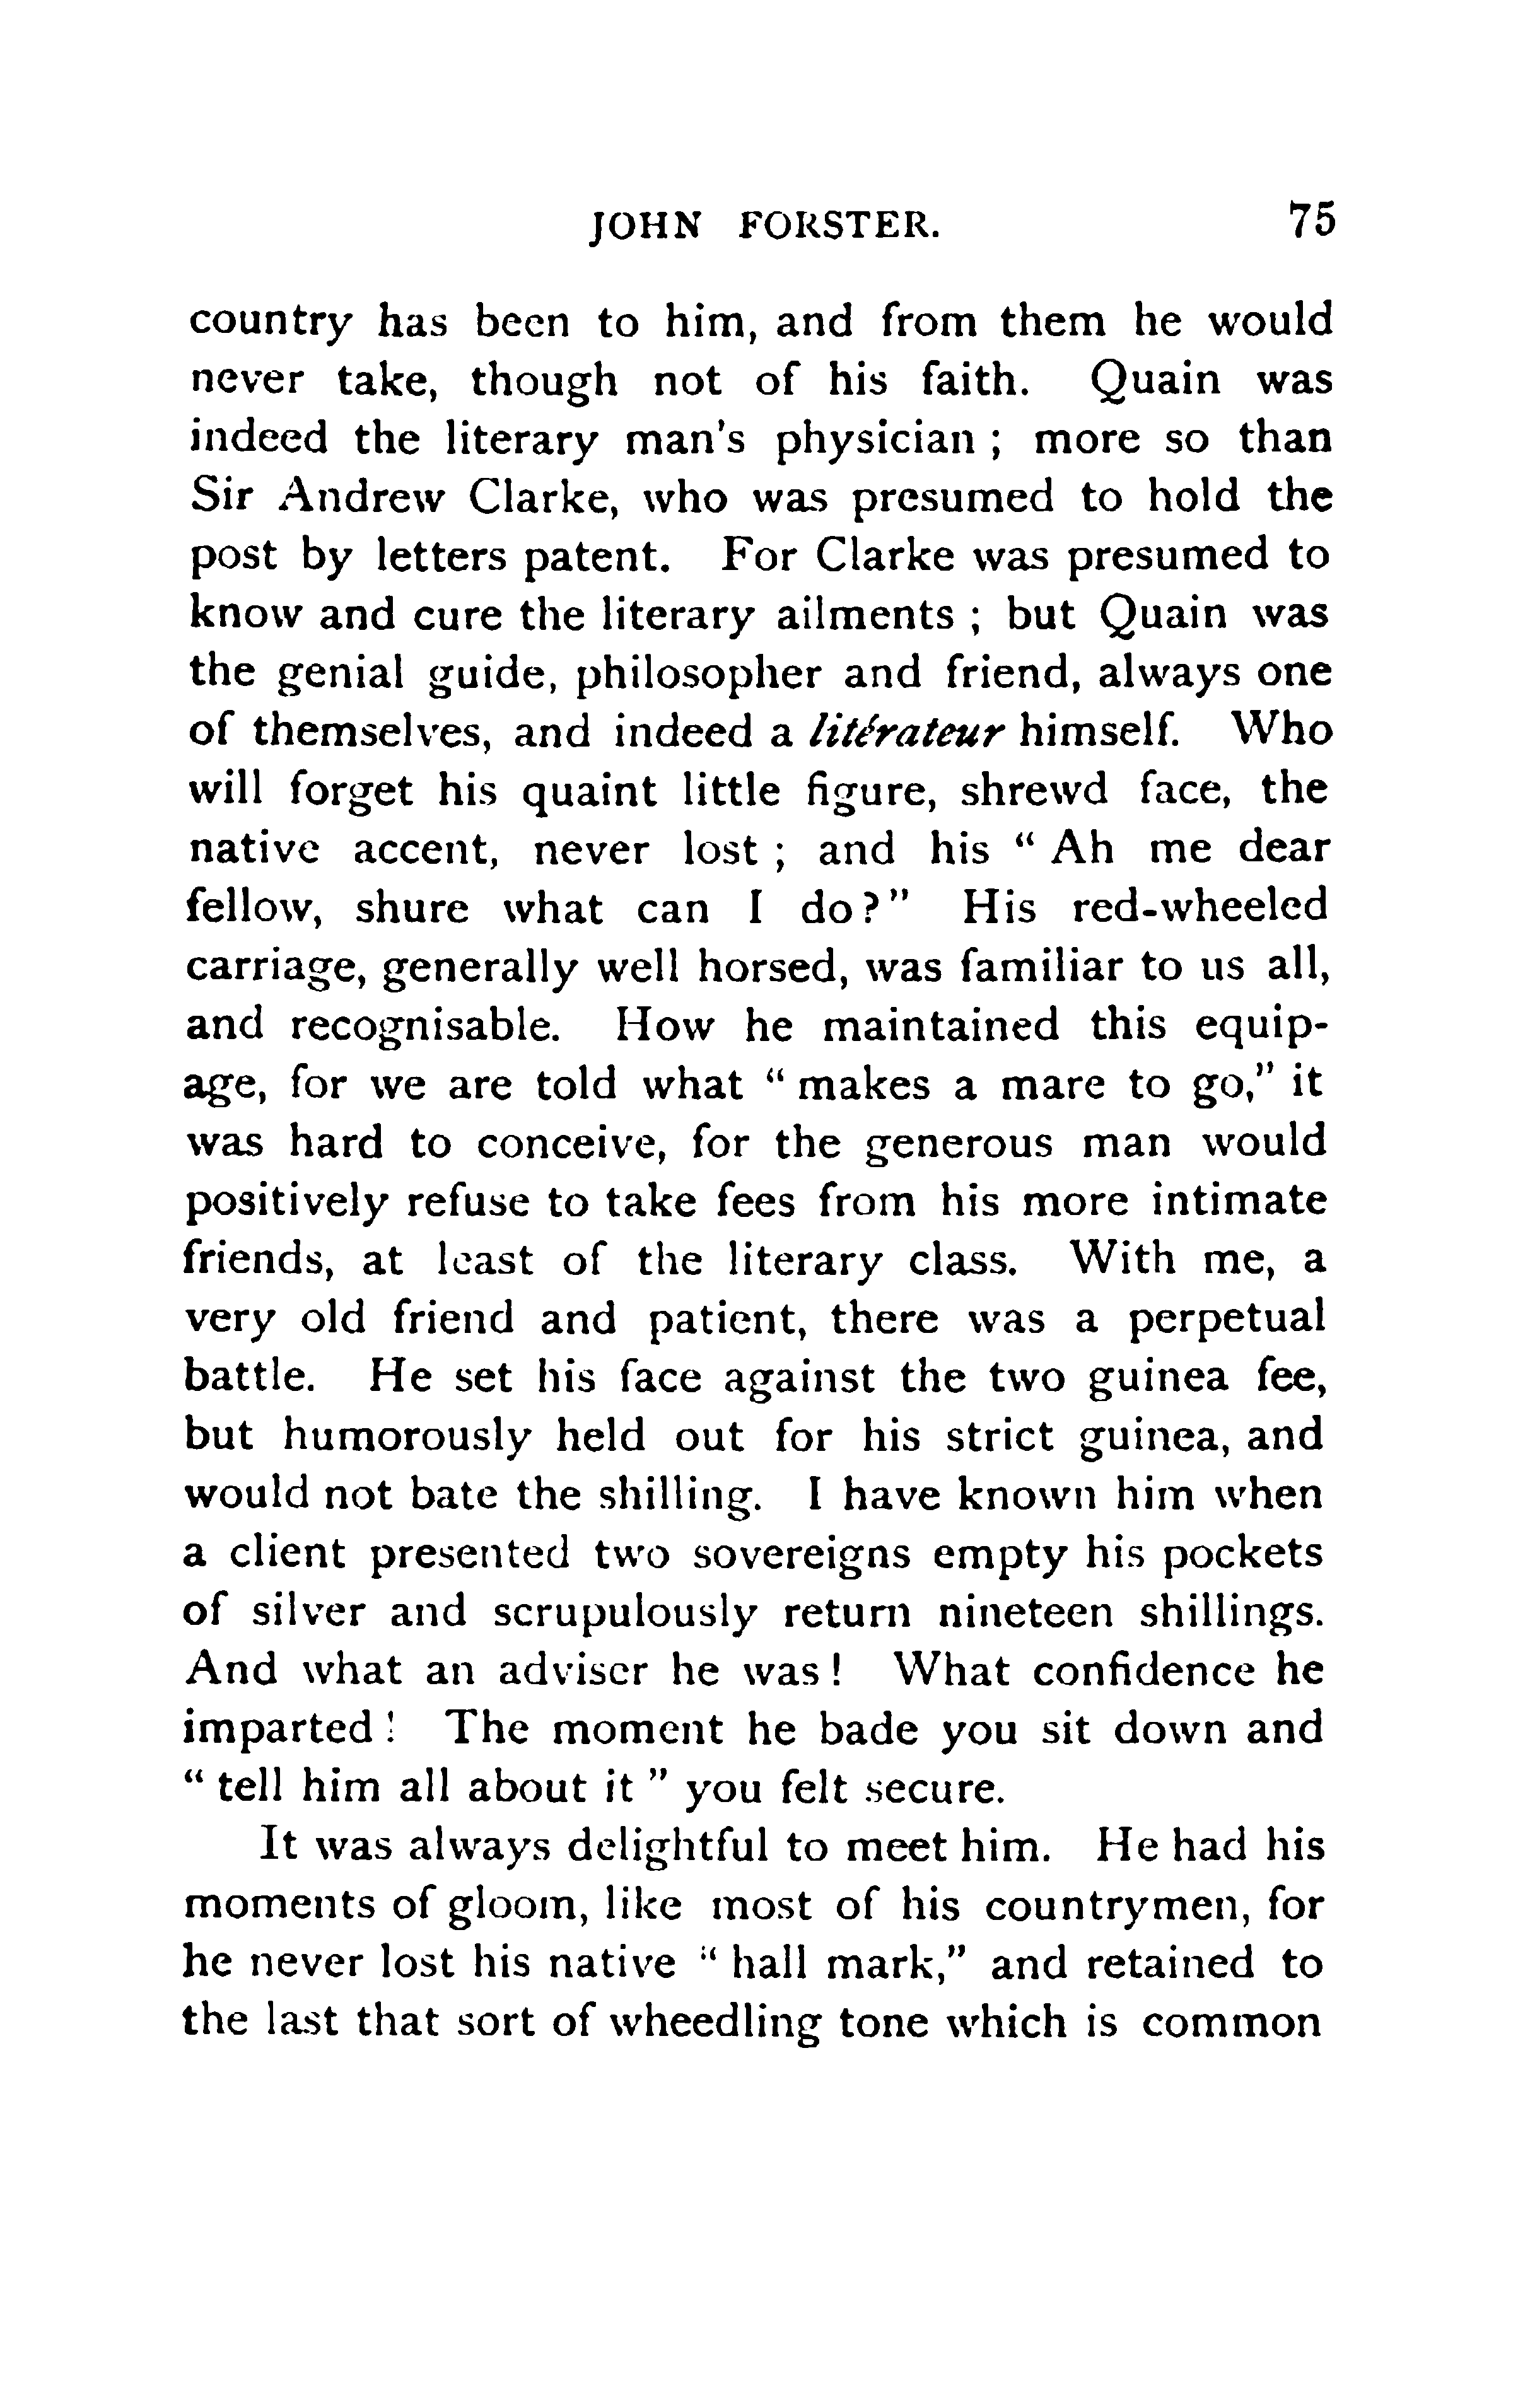 JOHN FORSTER. 75
country has been to him, and from them he would
never take, though not of his faith. Quain was
indeed the literary man's physician ; more so than
Sir Andrew Clarke, who was presumed to hold the
post by letters patent. For Clarke was presumed to
know and cure the literary ailments ; but Quain was
the genial guide, philosopher and friend, always one
of themselves, and indeed a litérateur himself. Who
will forget his quaint little figure, shrewd face, the
native accent, never lost ; and his “ Ah me dear
fellow, shure what can I do?” His red-wheeled
carriage, generally well horsed, was familiar to us all,
and recognisable. How he maintained this equip-
age, for we are told what “ makes a mare to go,” it
was hard to conceive, for the generous man would
positively refuse to take fees from his more intimate
friends, at least of the literary class. With me, a
very old friend and patient, there was a perpetual
battle. He set his face against the two guinea fee,
but humorously held out for his strict guinea, and
would not bate the shilling. I have known him when
a client presented two sovereigns empty his pockets
of silver and scrupulously return nineteen shillings.
And what an adviser he was! What confidence he
imparted! The moment he bade you sit down and
“ tell him all about it ” you felt secure.
It was always delightful to meet him. He had his
moments of gloom, like most of his countrymen, for
he never lost his native “ hall mark,” and retained to
the last that sort of wheedling tone which is common